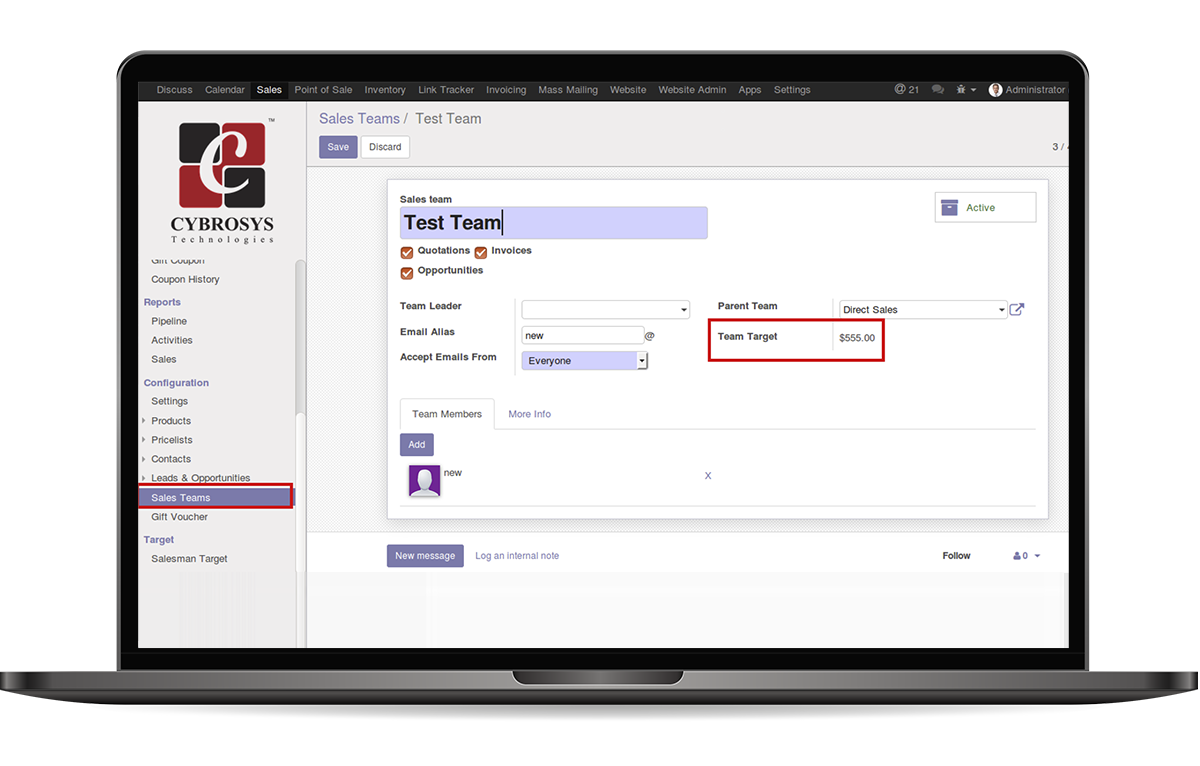 Discuss Calendar Sales Point of Sale Inventory Link Tracker Invoicing Mass Mailing Website Website Admin Apps Settings @ 21 Administrator
CYBROSYS
Technologies
™
Gift Coupon
Coupon History
Reports
Pipeline
Activities
Sales
Configuration
Settings
Products
Pricelists
Contacts
Leads & Opportunities
Sales Teams
Gift Voucher
Target
Salesman Target
Sales Teams / Test Team
Save Discard
3 /
Sales team
Test Team
Active
Quotations Invoices
Opportunities
Team Leader
Email Alias new @
Accept Emails From Everyone
Parent Team Direct Sales
Team Target $555.00
Team Members More Info
Add
new X
New message Log an internal note Follow 0